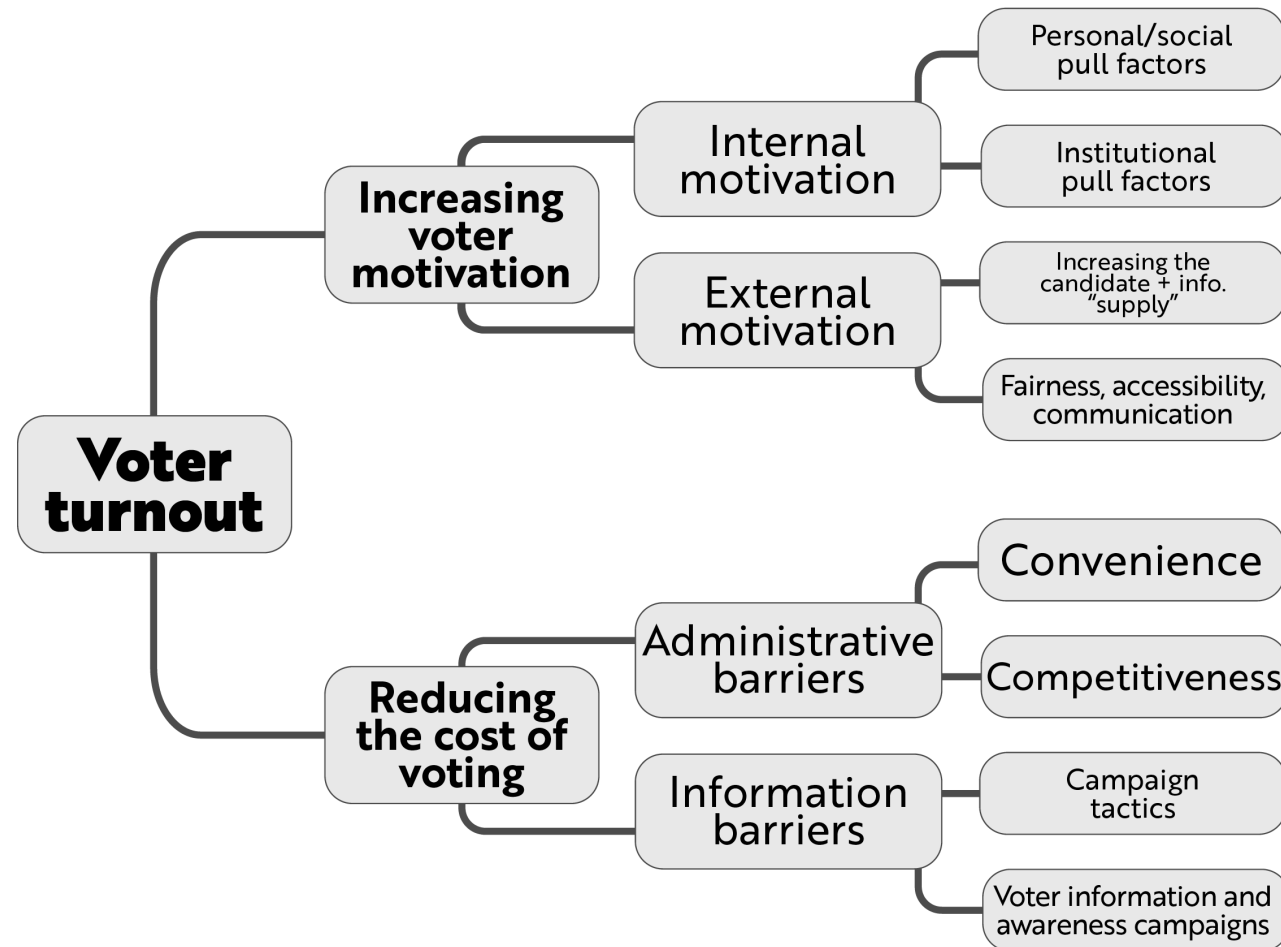 Personal/social
pull factors
Internal
motivation
Institutional
pull factors
Increasing
voter
motivation
Increasing the
candidate + info.
“supply”
External
motivation
Fairness, accessibility,
communication
Voter
turnout
Convenience
Administrative
barriers
Competitiveness
Reducing
the cost of
voting
Campaign
tactics
Information
barriers
Voter information and
awareness campaigns